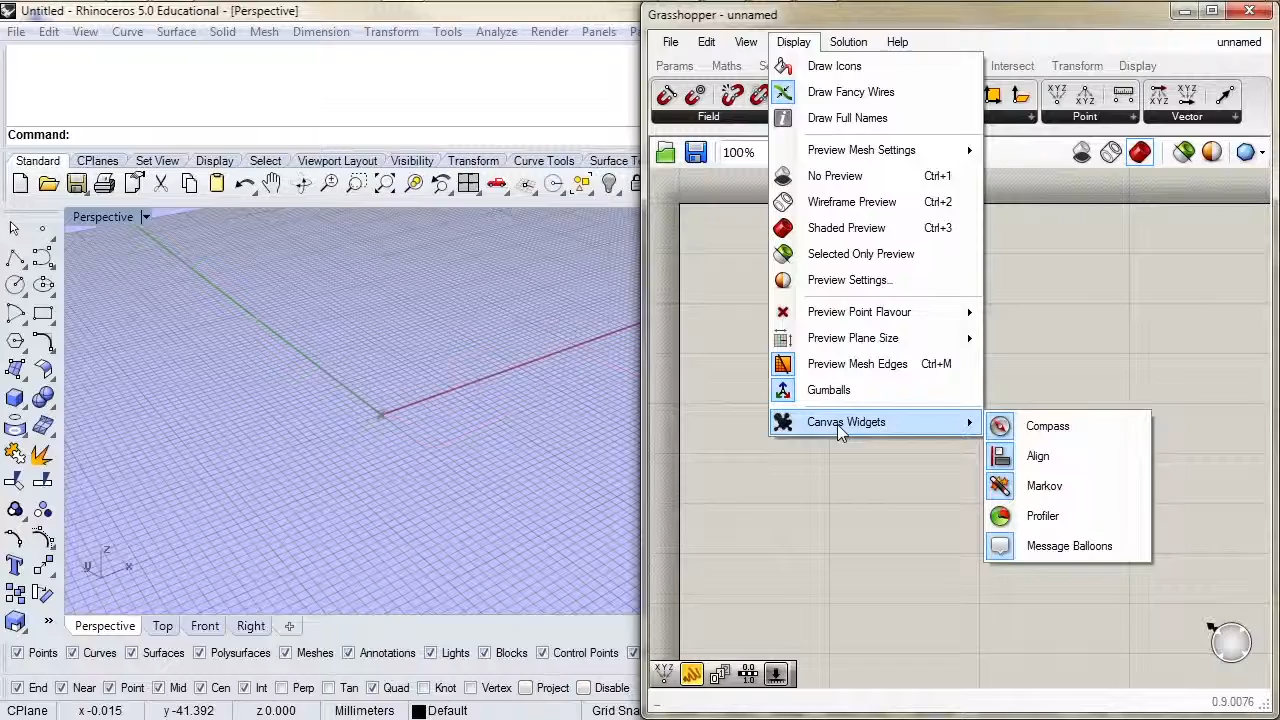 Untitled - Rhinoceros 5.0 Educational - [Perspective]
File Edit View Curve Surface Solid Mesh Dimension Transform Tools Analyze Render Panels
Command:
Standard CPlanes Set View Display Select Viewport Layout Visibility Transform Curve Tools Surface
Perspective
z
y x
Perspective Top Front Right
Points Curves Surfaces Polysurfaces Meshes Annotations Lights Blocks Control Points
End Near Point Mid Cen Int Perp Tan Quad Knot Vertex Project Disable
CPlane x -0.015 y -41.392 z 0.000 Millimeters Default Grid Sna
Grasshopper - unnamed
File Edit View Display Solution Help unnamed
Params Maths Intersect Transform Display
Field Point Vector
100%
Draw Icons
Draw Fancy Wires
Draw Full Names
Preview Mesh Settings
No Preview Ctrl+1
Wireframe Preview Ctrl+2
Shaded Preview Ctrl+3
Selected Only Preview
Preview Settings...
Preview Point Flavour
Preview Plane Size
Preview Mesh Edges Ctrl+M
Gumballs
Canvas Widgets
Compass
Align
Markov
Profiler
Message Balloons
0.9.0076